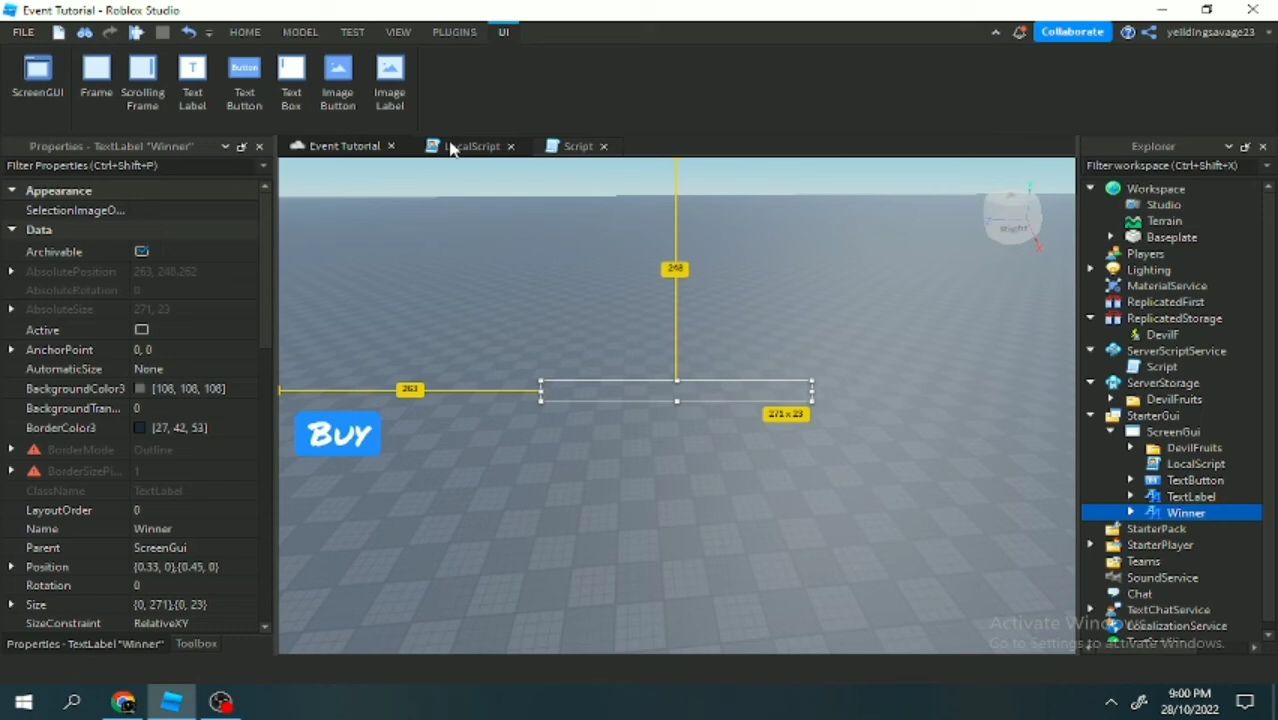 Event Tutorial - Roblox Studio
FILE HOME MODEL TEST VIEW PLUGINS UI Collaborate yeildingsavage23
ScreenGUI Frame Scrolling Frame Text Label Button Text Button Text Box Image Button Image Label
Properties - TextLabel "Winner" Event Tutorial LocalScript Script Explorer
Filter Properties (Ctrl+Shift+P) Filter workspace (Ctrl+Shift+X)
Appearance
SelectionImageO...
Data
Archivable
AbsolutePosition 263, 248.262
AbsoluteRotation 0
AbsoluteSize 271, 23
Active
AnchorPoint 0, 0
AutomaticSize None
BackgroundColor3 [108, 108, 108]
BackgroundTran... 0
BorderColor3 [27, 42, 53]
BorderMode Outline
BorderSizePi... 1
ClassName TextLabel
LayoutOrder 0
Name Winner
Parent ScreenGui
Position {0.33, 0},{0.45, 0}
Rotation 0
Size {0, 271},{0, 23}
SizeConstraint RelativeXY
Properties - TextLabel "Winner" Toolbox
248
263
271 x 23
Buy
Right
Workspace
Studio
Terrain
Baseplate
Players
Lighting
MaterialService
ReplicatedFirst
ReplicatedStorage
DevilF
ServerScriptService
Script
ServerStorage
DevilFruits
StarterGui
ScreenGui
DevilFruits
LocalScript
TextButton
TextLabel
Winner
StarterPack
StarterPlayer
Teams
SoundService
Chat
TextChatService
LocalizationService
Activate Windows
Go to Settings to activate Windows.
9:00 PM
28/10/2022